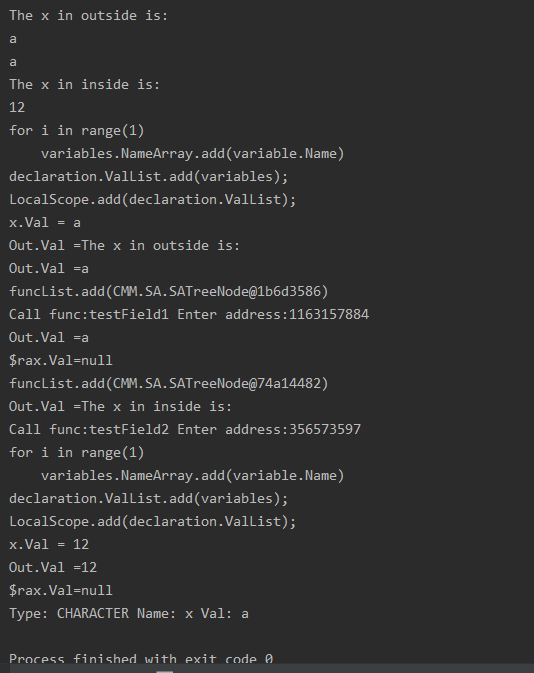 The x in outside is:
a
a
The x in inside is:
12
for i in range(1)
    variables.NameArray.add(variable.Name)
declaration.ValList.add(variables);
LocalScope.add(declaration.ValList);
x.Val = a
Out.Val =The x in outside is:
Out.Val =a
funcList.add(CMM.SA.SATreeNode@1b6d3586)
Call func:testField1 Enter address:1163157884
Out.Val =a
$rax.Val=null
funcList.add(CMM.SA.SATreeNode@74a14482)
Out.Val =The x in inside is:
Call func:testField2 Enter address:356573597
for i in range(1)
    variables.NameArray.add(variable.Name)
declaration.ValList.add(variables);
LocalScope.add(declaration.ValList);
x.Val = 12
Out.Val =12
$rax.Val=null
Type: CHARACTER Name: x Val: a
Process finished with exit code 0